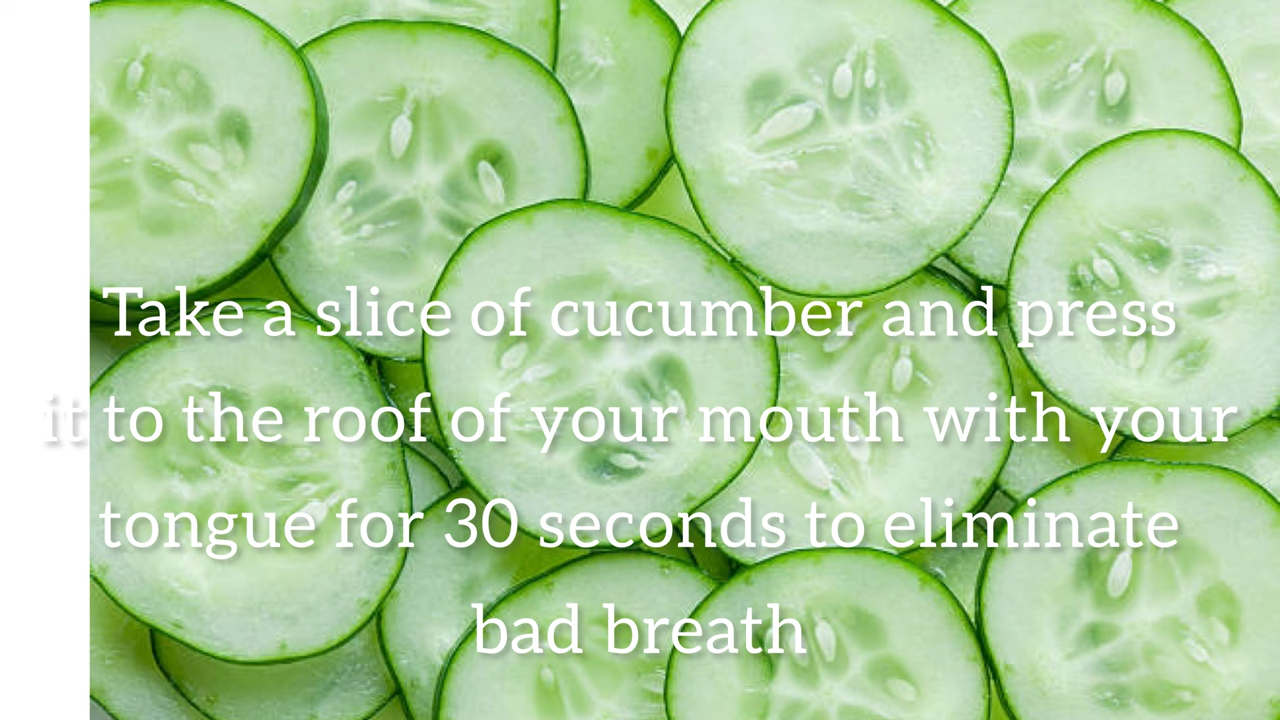 Take a slice of cucumber and press
it to the roof of your mouth with your
tongue for 30 seconds to eliminate
bad breath